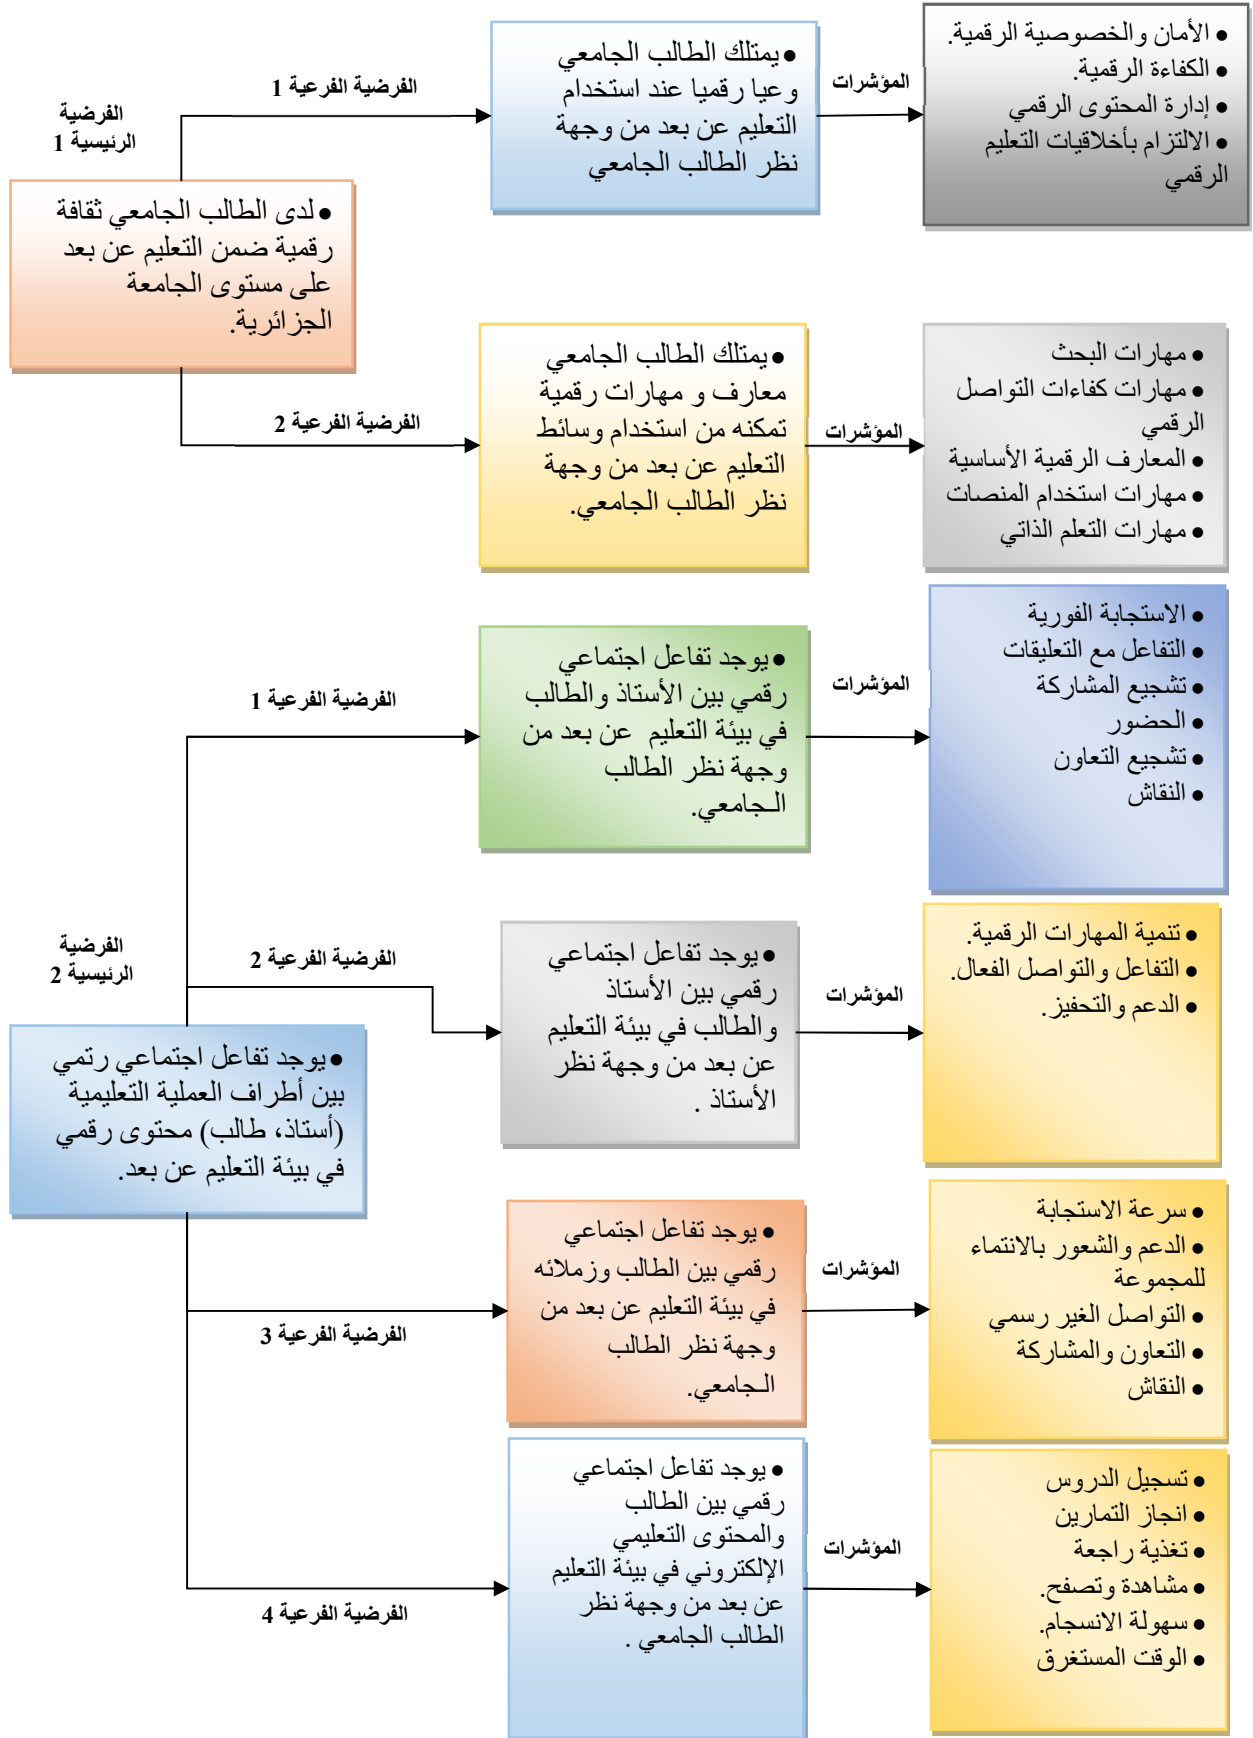 الفرضية
الرئيسية 1
• لدى الطالب الجامعي ثقافة
رقمية ضمن التعليم عن بعد
على مستوى الجامعة
الجزائرية.
الفرضية الفرعية 1
• يمتلك الطالب الجامعي
وعيا رقميا عند استخدام
التعليم عن بعد من وجهة
نظر الطالب الجامعي
المؤشرات
• الأمان والخصوصية الرقمية.
• الكفاءة الرقمية.
• إدارة المحتوى الرقمي
• الالتزام بأخلاقيات التعليم
الرقمي
الفرضية الفرعية 2
• يمتلك الطالب الجامعي
معارف و مهارات رقمية
تمكنه من استخدام وسائط
التعليم عن بعد من وجهة
نظر الطالب الجامعي.
المؤشرات
• مهارات البحث
• مهارات كفاءات التواصل
الرقمي
• المعارف الرقمية الأساسية
• مهارات استخدام المنصات
• مهارات التعلم الذاتي
الفرضية
الرئيسية 2
• يوجد تفاعل اجتماعي رتمي
بين أطراف العملية التعليمية
(أستاذ، طالب) محتوى رقمي
في بيئة التعليم عن بعد.
الفرضية الفرعية 1
• يوجد تفاعل اجتماعي
رقمي بين الأستاذ والطالب
في بيئة التعليم عن بعد من
وجهة نظر الطالب
الـجامعي.
المؤشرات
• الاستجابة الفورية
• التفاعل مع التعليقات
• تشجيع المشاركة
• الحضور
• تشجيع التعاون
• النقاش
الفرضية الفرعية 2
• يوجد تفاعل اجتماعي
رقمي بين الأستاذ
والطالب في بيئة التعليم
عن بعد من وجهة نظر
الأستاذ .
المؤشرات
• تنمية المهارات الرقمية.
• التفاعل والتواصل الفعال.
• الدعم والتحفيز.
الفرضية الفرعية 3
• يوجد تفاعل اجتماعي
رقمي بين الطالب وزملائه
في بيئة التعليم عن بعد من
وجهة نظر الطالب
الـجامعي.
المؤشرات
• سرعة الاستجابة
• الدعم والشعور بالانتماء
للمجموعة
• التواصل الغير رسمي
• التعاون والمشاركة
• النقاش
الفرضية الفرعية 4
• يوجد تفاعل اجتماعي
رقمي بين الطالب
والمحتوى التعليمي
الإلكتروني في بيئة التعليم
عن بعد من وجهة نظر
الطالب الجامعي .
المؤشرات
• تسجيل الدروس
• انجاز التمارين
• تغذية راجعة
• مشاهدة وتصفح.
• سهولة الانسجام.
• الوقت المستغرق